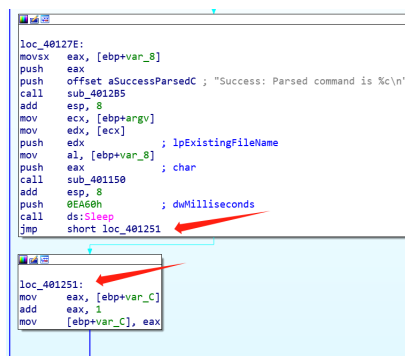 loc_40127E:
movsx eax, [ebp+var_8]
push eax
push offset aSuccessParsedC ; "Success: Parsed command is %c\n"
call sub_4012B5
add esp, 8
mov ecx, [ebp+argv]
mov edx, [ecx]
push edx ; lpExistingFileName
mov al, [ebp+var_8]
push eax ; char
call sub_401150
add esp, 8
push 0EA60h ; dwMilliseconds
call ds:Sleep
jmp short loc_401251
loc_401251:
mov eax, [ebp+var_C]
add eax, 1
mov [ebp+var_C], eax